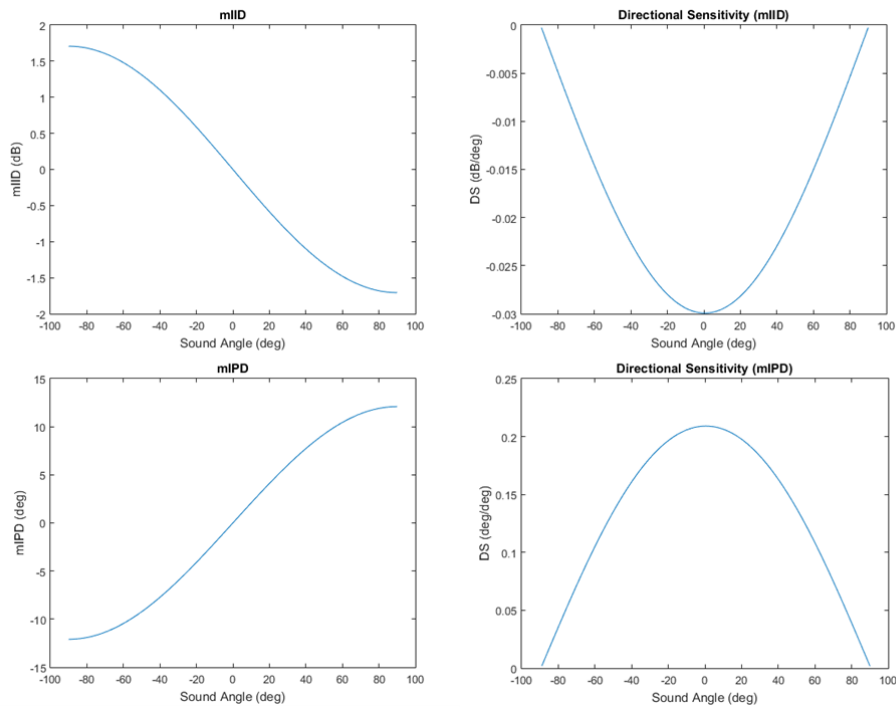 mIID
2
1.5
1
0.5
0
-0.5
-1
-1.5
-2
mIID (dB)
-100 -80 -60 -40 -20 0 20 40 60 80 100
Sound Angle (deg)
Directional Sensitivity (mIID)
0
-0.005
-0.01
-0.015
-0.02
-0.025
-0.03
DS (dB/deg)
-100 -80 -60 -40 -20 0 20 40 60 80 100
Sound Angle (deg)
mIPD
15
10
5
0
-5
-10
-15
mIPD (deg)
-100 -80 -60 -40 -20 0 20 40 60 80 100
Sound Angle (deg)
Directional Sensitivity (mIPD)
0.25
0.2
0.15
0.1
0.05
0
DS (deg/deg)
-100 -80 -60 -40 -20 0 20 40 60 80 100
Sound Angle (deg)